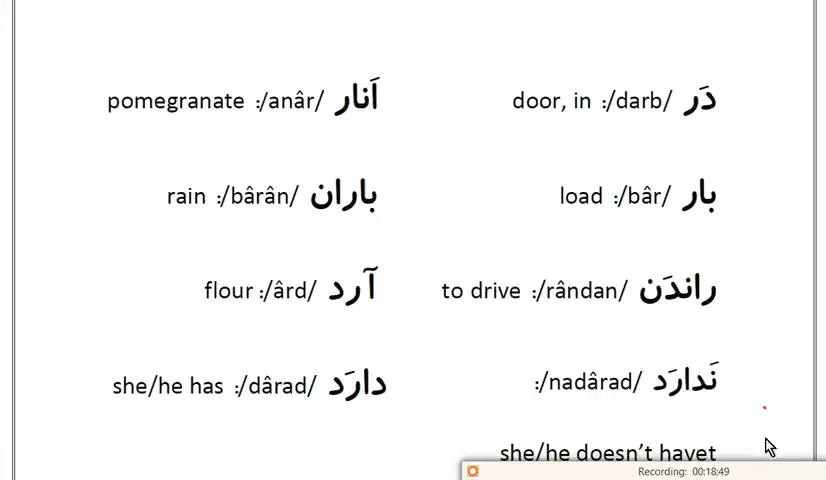 دَر /darb/: door, in
اَنار /anâr/: pomegranate
بار /bâr/: load
باران /bârân/: rain
راندَن /rândan/: to drive
آرد /ârd/: flour
نَدارَد /nadârad/:
she/he doesn't havet
دارَد /dârad/: she/he has
Recording: 00:18:49